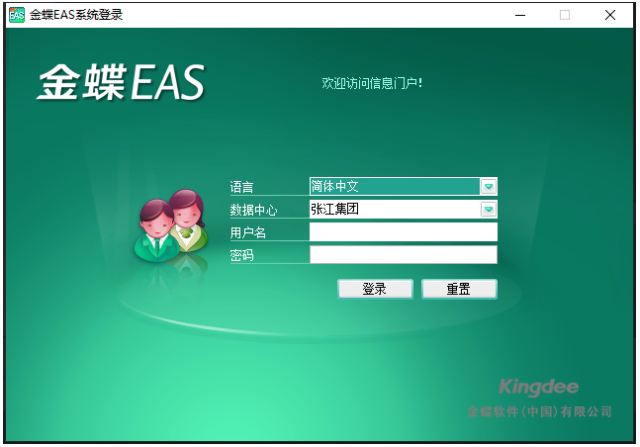 EAS 金蝶EAS系统登录
金蝶EAS
欢迎访问信息门户!
语言 简体中文
数据中心 张江集团
用户名
密码
登录 重置
Kingdee
金蝶软件(中国)有限公司